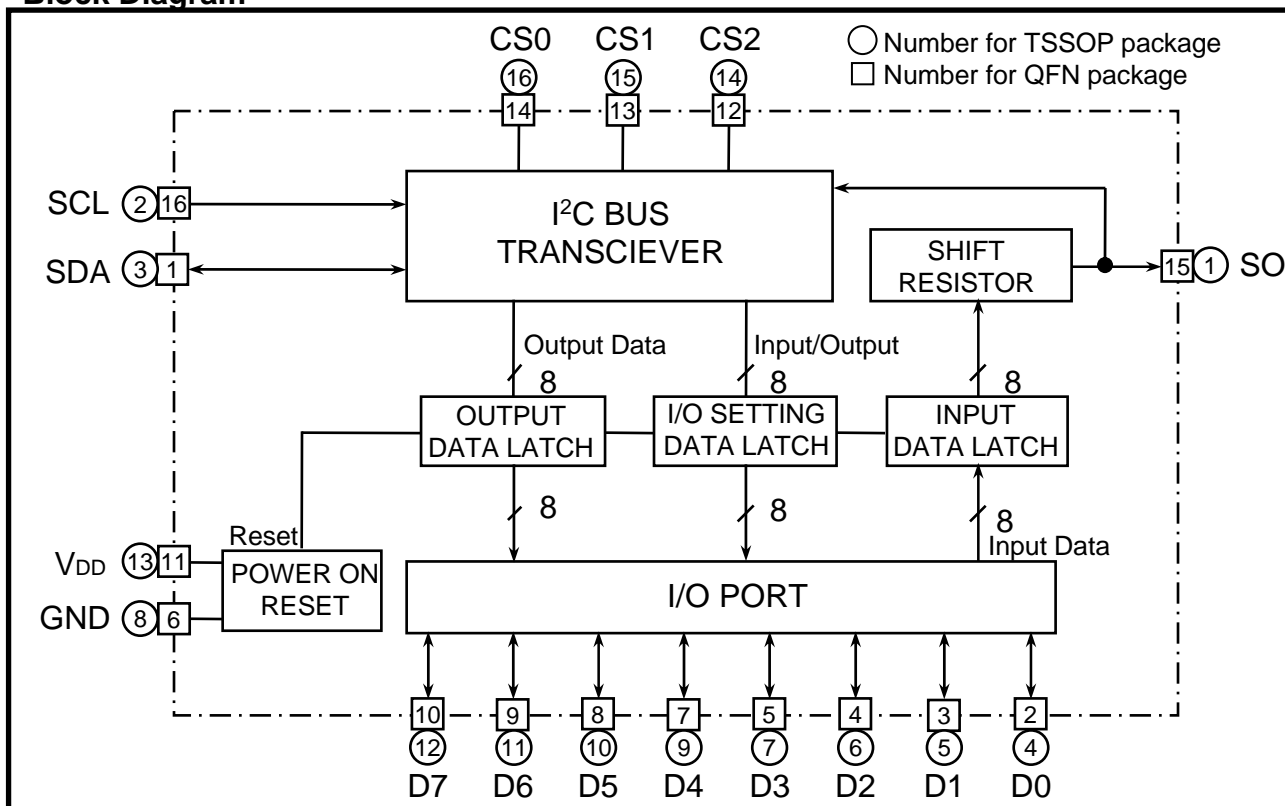 Block Diagram
CS0 CS1 CS2
Number for TSSOP package
Number for QFN package
16 15 14
14 13 12
SCL 2 16
I²C BUS
TRANSCIEVER
SDA 3 1
SHIFT
RESISTOR
15 1 SO
Output Data
Input/Output
8 8 8
OUTPUT
DATA LATCH
I/O SETTING
DATA LATCH
INPUT
DATA LATCH
8 8 8
Reset
Input Data
VDD 13 11
POWER ON
RESET
GND 8 6
I/O PORT
10 9 8 7 5 4 3 2
12 11 10 9 7 6 5 4
D7 D6 D5 D4 D3 D2 D1 D0